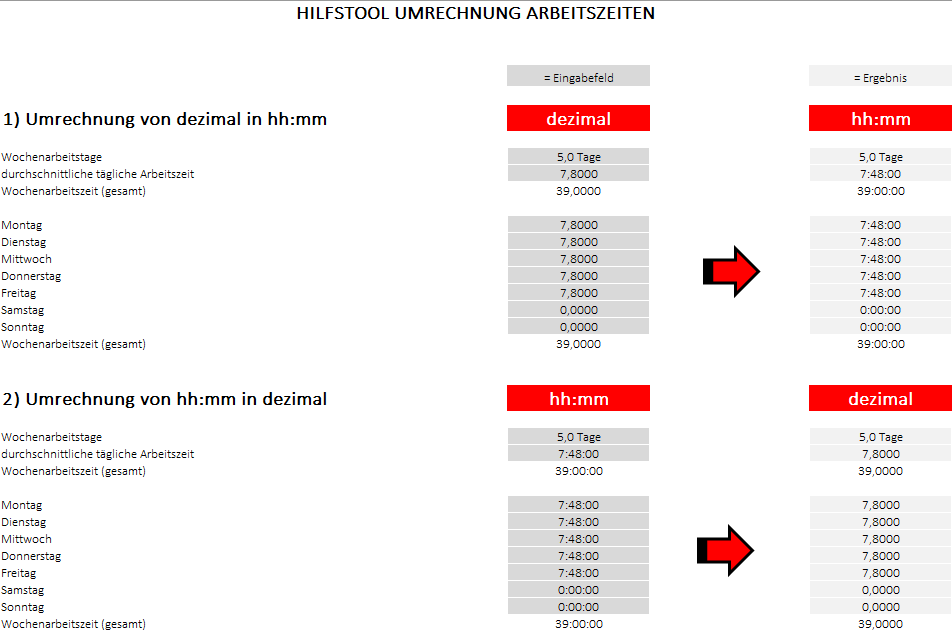 HILFSTOOL UMRECHNUNG ARBEITSZEITEN
= Eingabefeld = Ergebnis
1) Umrechnung von dezimal in hh:mm dezimal hh:mm
Wochenarbeitstage 5,0 Tage 5,0 Tage
durchschnittliche tägliche Arbeitszeit 7,8000 7:48:00
Wochenarbeitszeit (gesamt) 39,0000 39:00:00
Montag 7,8000 7:48:00
Dienstag 7,8000 7:48:00
Mittwoch 7,8000 7:48:00
Donnerstag 7,8000 7:48:00
Freitag 7,8000 7:48:00
Samstag 0,0000 0:00:00
Sonntag 0,0000 0:00:00
Wochenarbeitszeit (gesamt) 39,0000 39:00:00
2) Umrechnung von hh:mm in dezimal hh:mm dezimal
Wochenarbeitstage 5,0 Tage 5,0 Tage
durchschnittliche tägliche Arbeitszeit 7:48:00 7,8000
Wochenarbeitszeit (gesamt) 39:00:00 39,0000
Montag 7:48:00 7,8000
Dienstag 7:48:00 7,8000
Mittwoch 7:48:00 7,8000
Donnerstag 7:48:00 7,8000
Freitag 7:48:00 7,8000
Samstag 0:00:00 0,0000
Sonntag 0:00:00 0,0000
Wochenarbeitszeit (gesamt) 39:00:00 39,0000